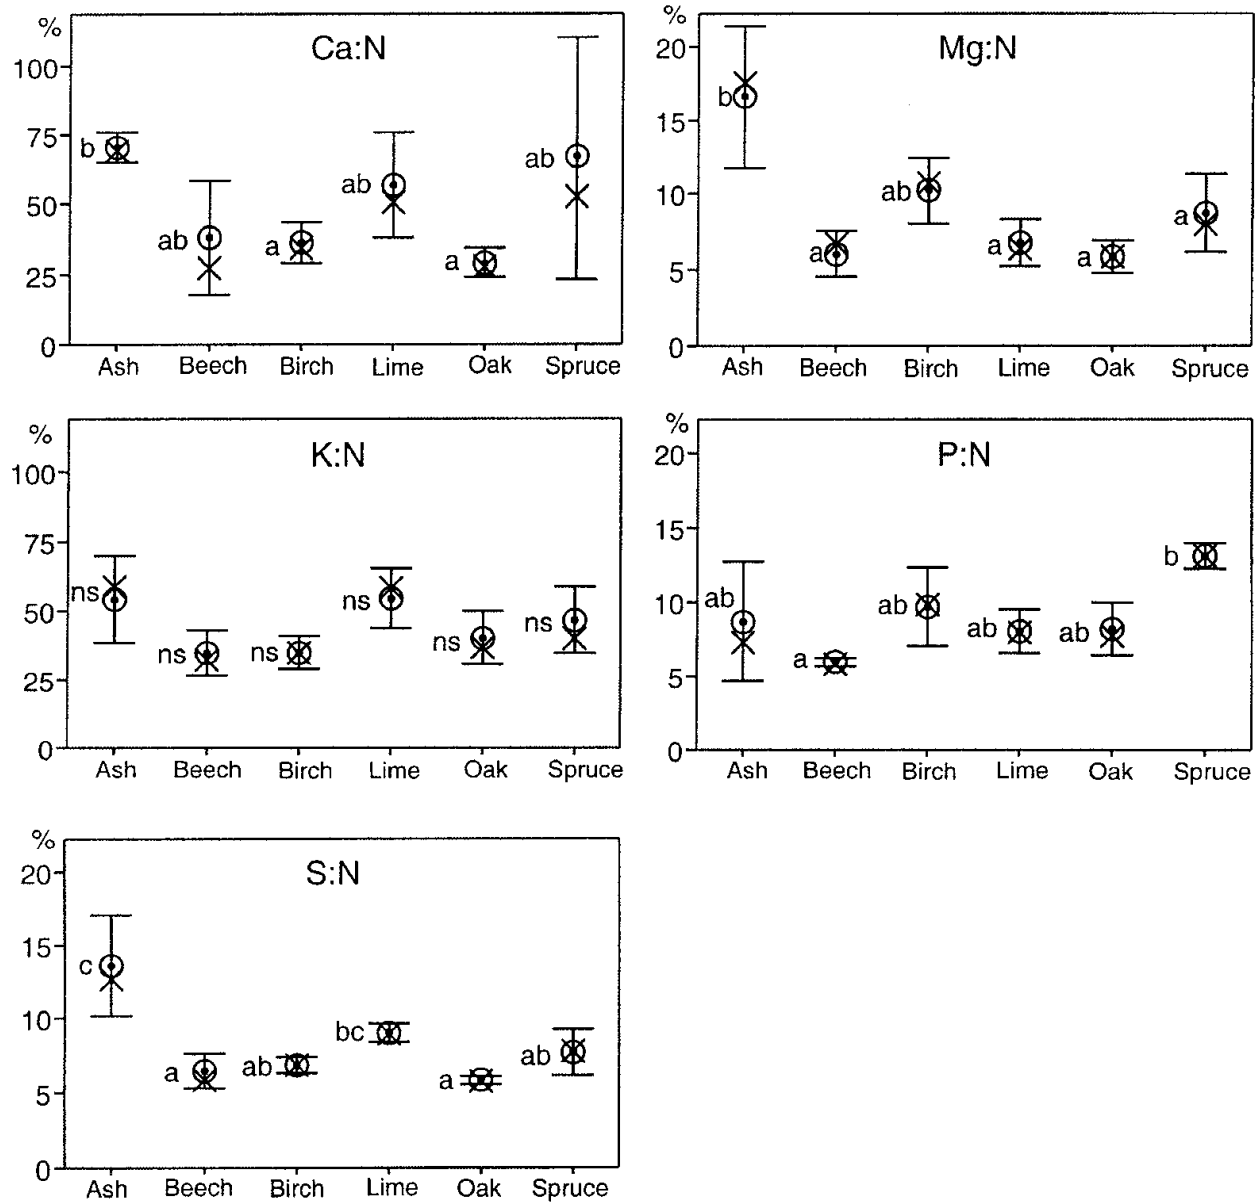 %
Ca:N
100
75
50
25
0
b
ab
a
ab
a
ab
Ash Beech Birch Lime Oak Spruce
%
Mg:N
20
15
10
5
0
b
a
ab
a
a
a
Ash Beech Birch Lime Oak Spruce
%
K:N
100
75
50
25
0
ns
ns
ns
ns
ns
ns
Ash Beech Birch Lime Oak Spruce
%
P:N
20
15
10
5
0
ab
a
ab
ab
ab
b
Ash Beech Birch Lime Oak Spruce
%
S:N
20
15
10
5
0
c
a
ab
bc
a
ab
Ash Beech Birch Lime Oak Spruce